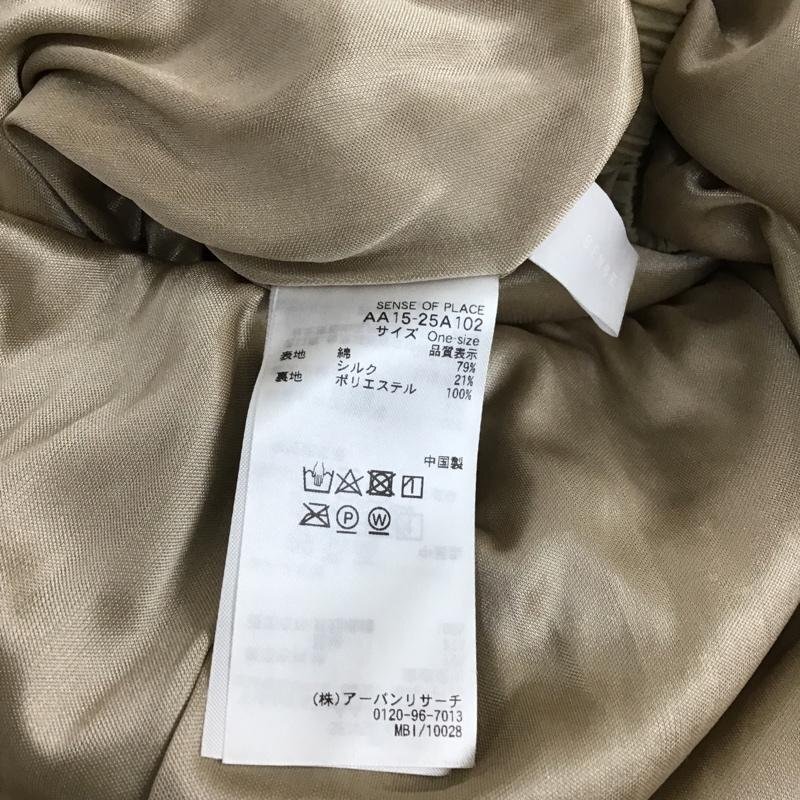 SENSE OF PLACE
AA15-25A102
サイズ One size
品質表示
表地 綿 79%
シルク 21%
裏地 ポリエステル 100%
中国製
P W
(株)アーバンリサーチ
0120-96-7013
MBI/10028